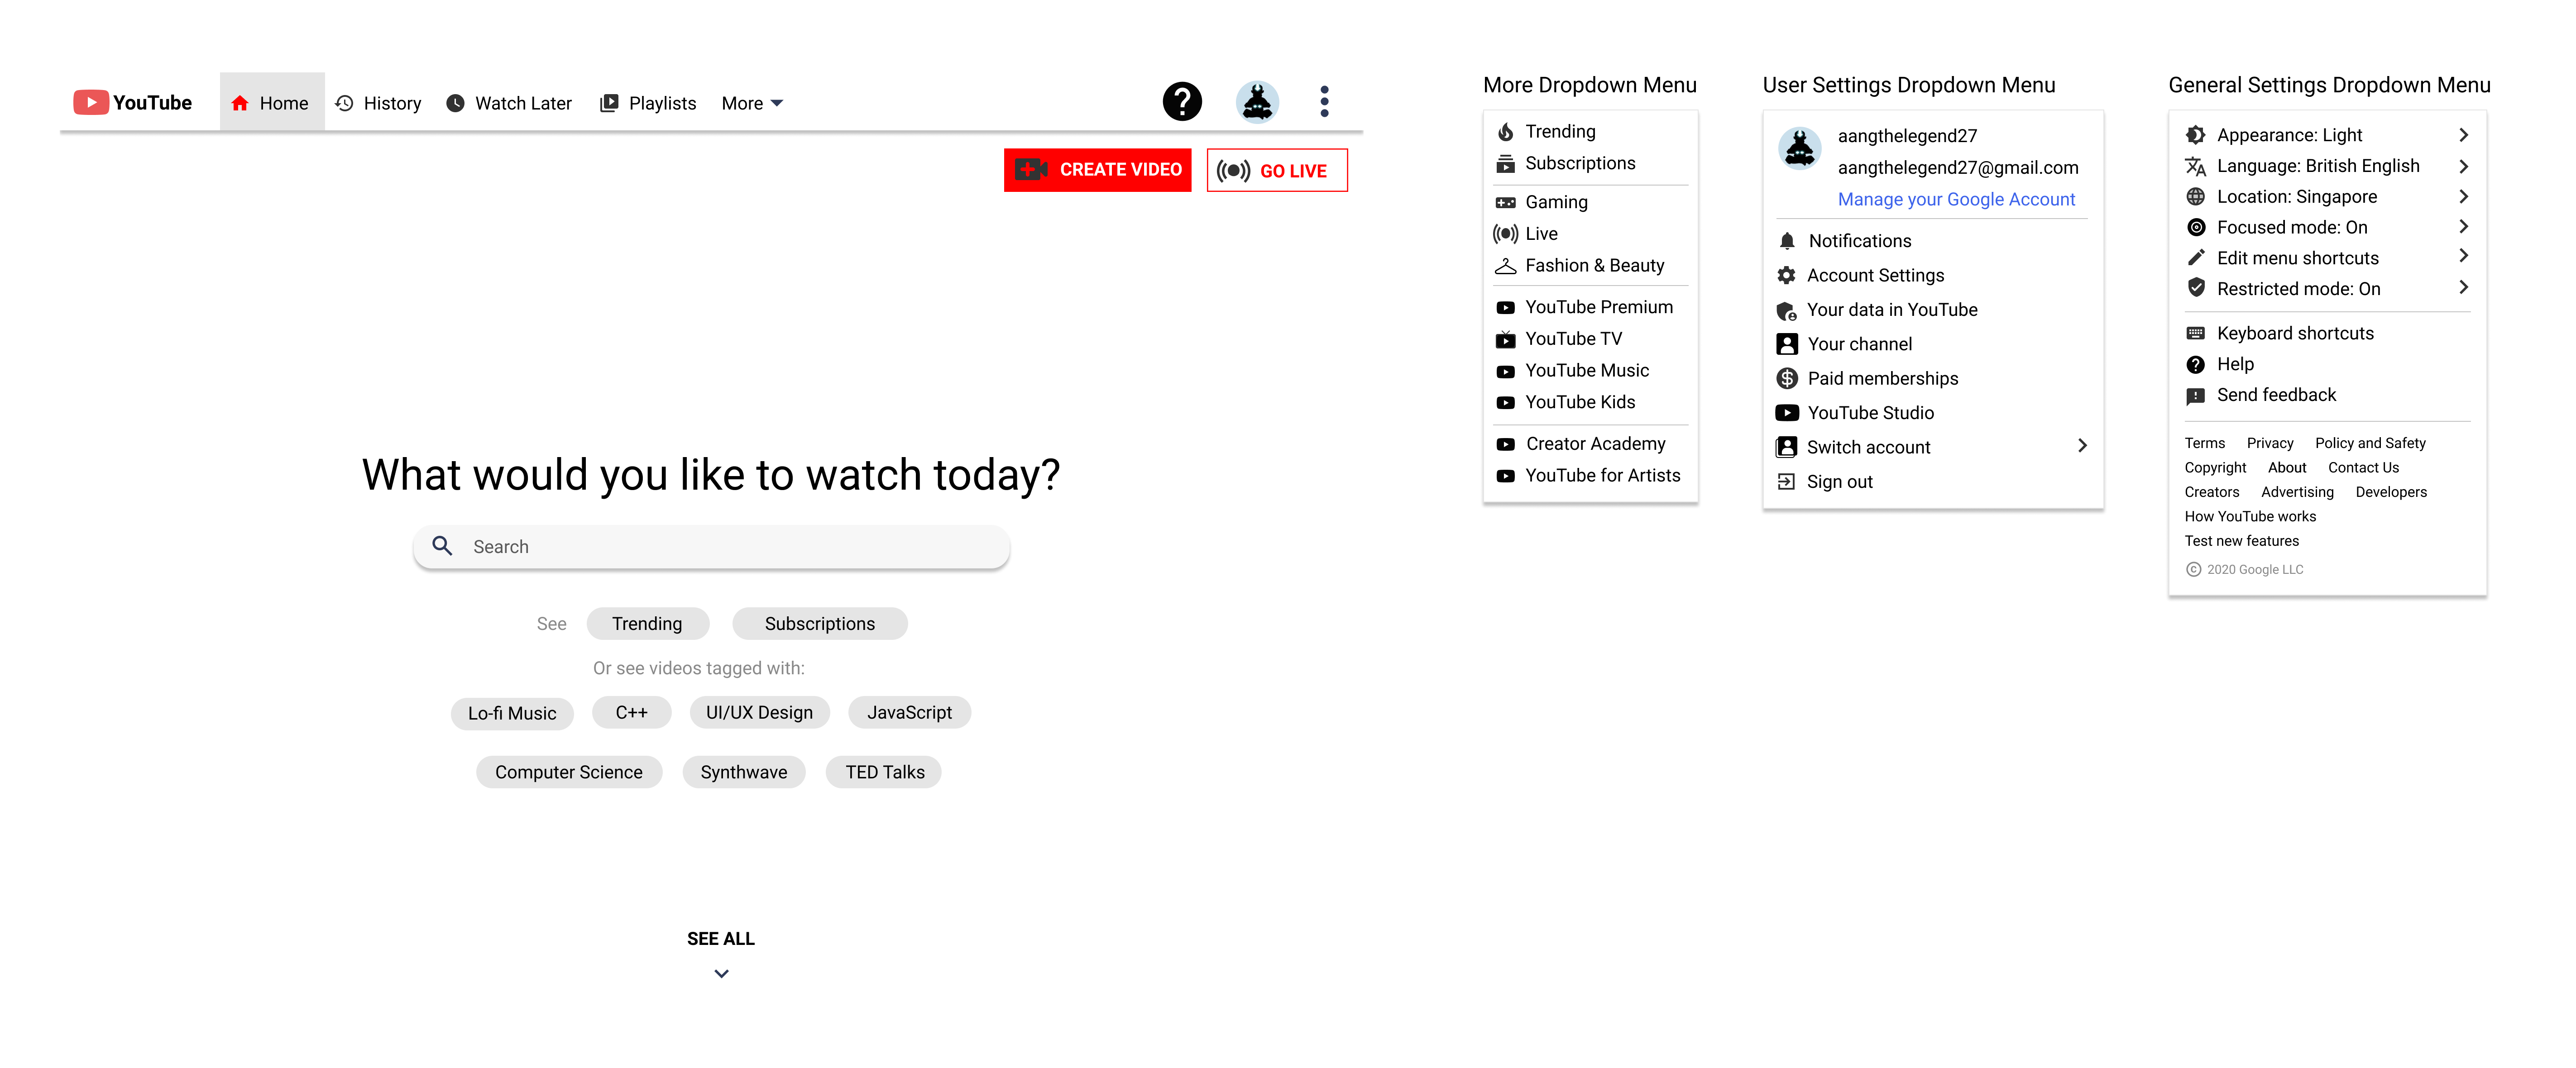 YouTube Home History Watch Later Playlists More
CREATE VIDEO GO LIVE
What would you like to watch today?
Search
See Trending Subscriptions
Or see videos tagged with:
Lo-fi Music C++ UI/UX Design JavaScript
Computer Science Synthwave TED Talks
SEE ALL
More Dropdown Menu
Trending
Subscriptions
Gaming
Live
Fashion & Beauty
YouTube Premium
YouTube TV
YouTube Music
YouTube Kids
Creator Academy
YouTube for Artists
User Settings Dropdown Menu
aangthelegend27
aangthelegend27@gmail.com
Manage your Google Account
Notifications
Account Settings
Your data in YouTube
Your channel
Paid memberships
YouTube Studio
Switch account
Sign out
General Settings Dropdown Menu
Appearance: Light
Language: British English
Location: Singapore
Focused mode: On
Edit menu shortcuts
Restricted mode: On
Keyboard shortcuts
Help
Send feedback
Terms Privacy Policy and Safety
Copyright About Contact Us
Creators Advertising Developers
How YouTube works
Test new features
© 2020 Google LLC